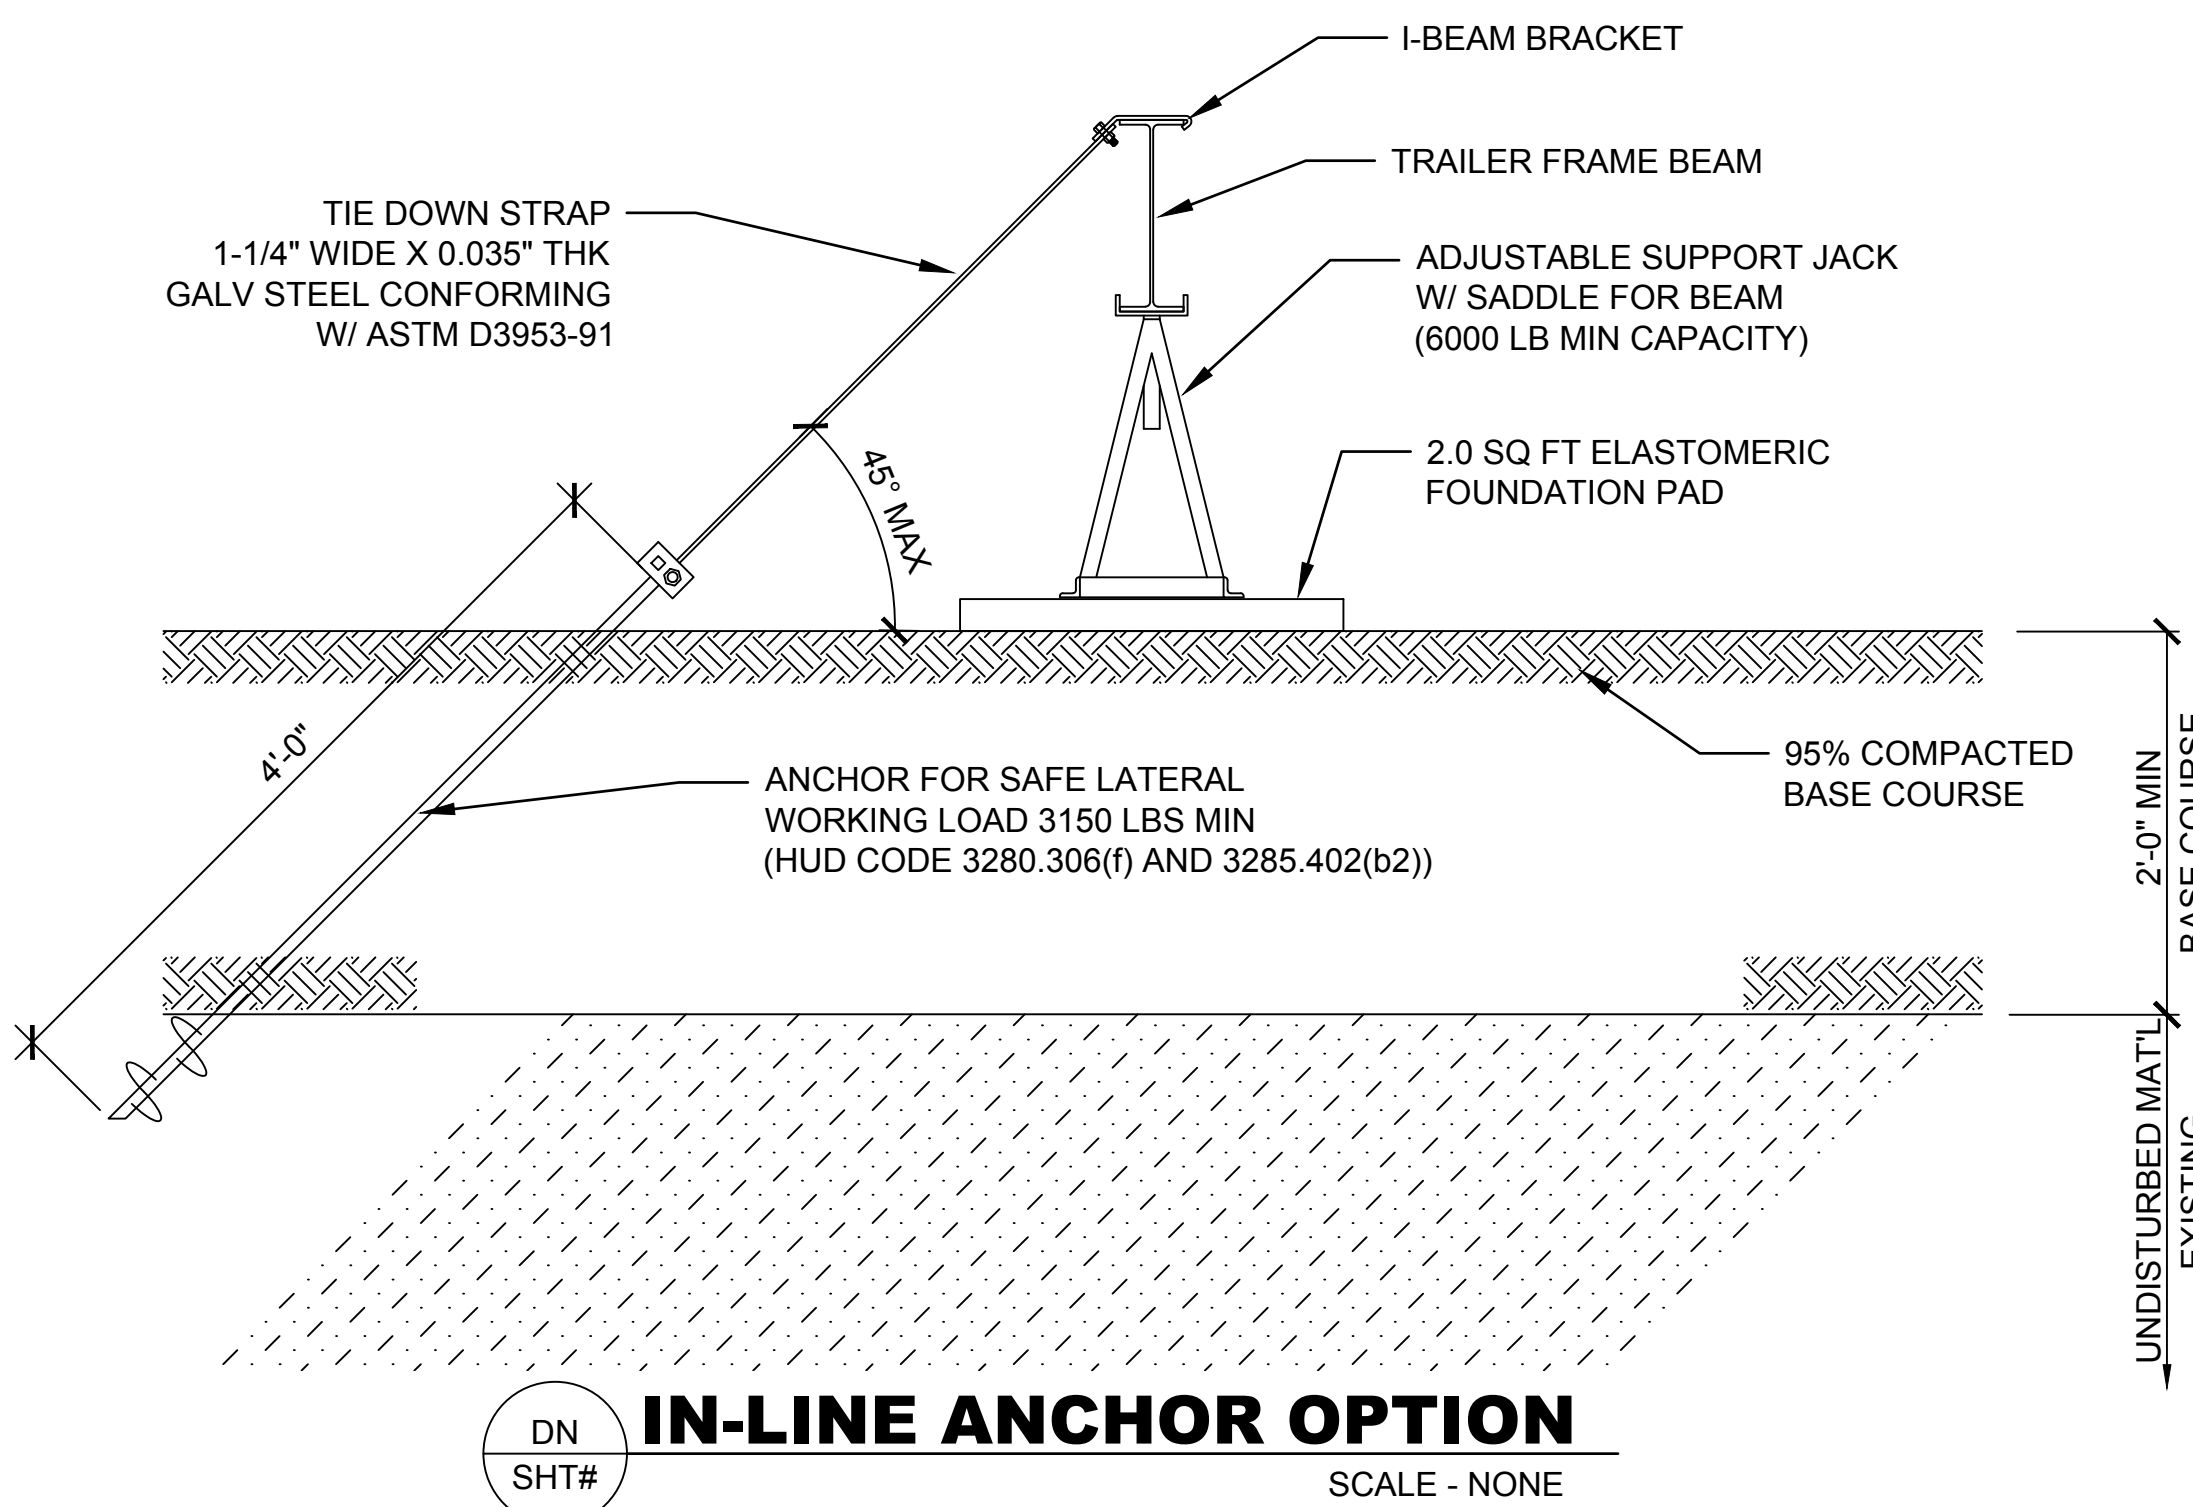 I-BEAM BRACKET
TRAILER FRAME BEAM
TIE DOWN STRAP
1-1/4" WIDE X 0.035" THK
GALV STEEL CONFORMING
W/ ASTM D3953-91
ADJUSTABLE SUPPORT JACK
W/ SADDLE FOR BEAM
(6000 LB MIN CAPACITY)
45° MAX
2.0 SQ FT ELASTOMERIC
FOUNDATION PAD
4'-0"
ANCHOR FOR SAFE LATERAL
WORKING LOAD 3150 LBS MIN
(HUD CODE 3280.306(f) AND 3285.402(b2))
95% COMPACTED
BASE COURSE
2'-0" MIN
BASE COURSE
UNDISTURBED MAT'L
EXISTING
DN
SHT#
IN-LINE ANCHOR OPTION
SCALE - NONE